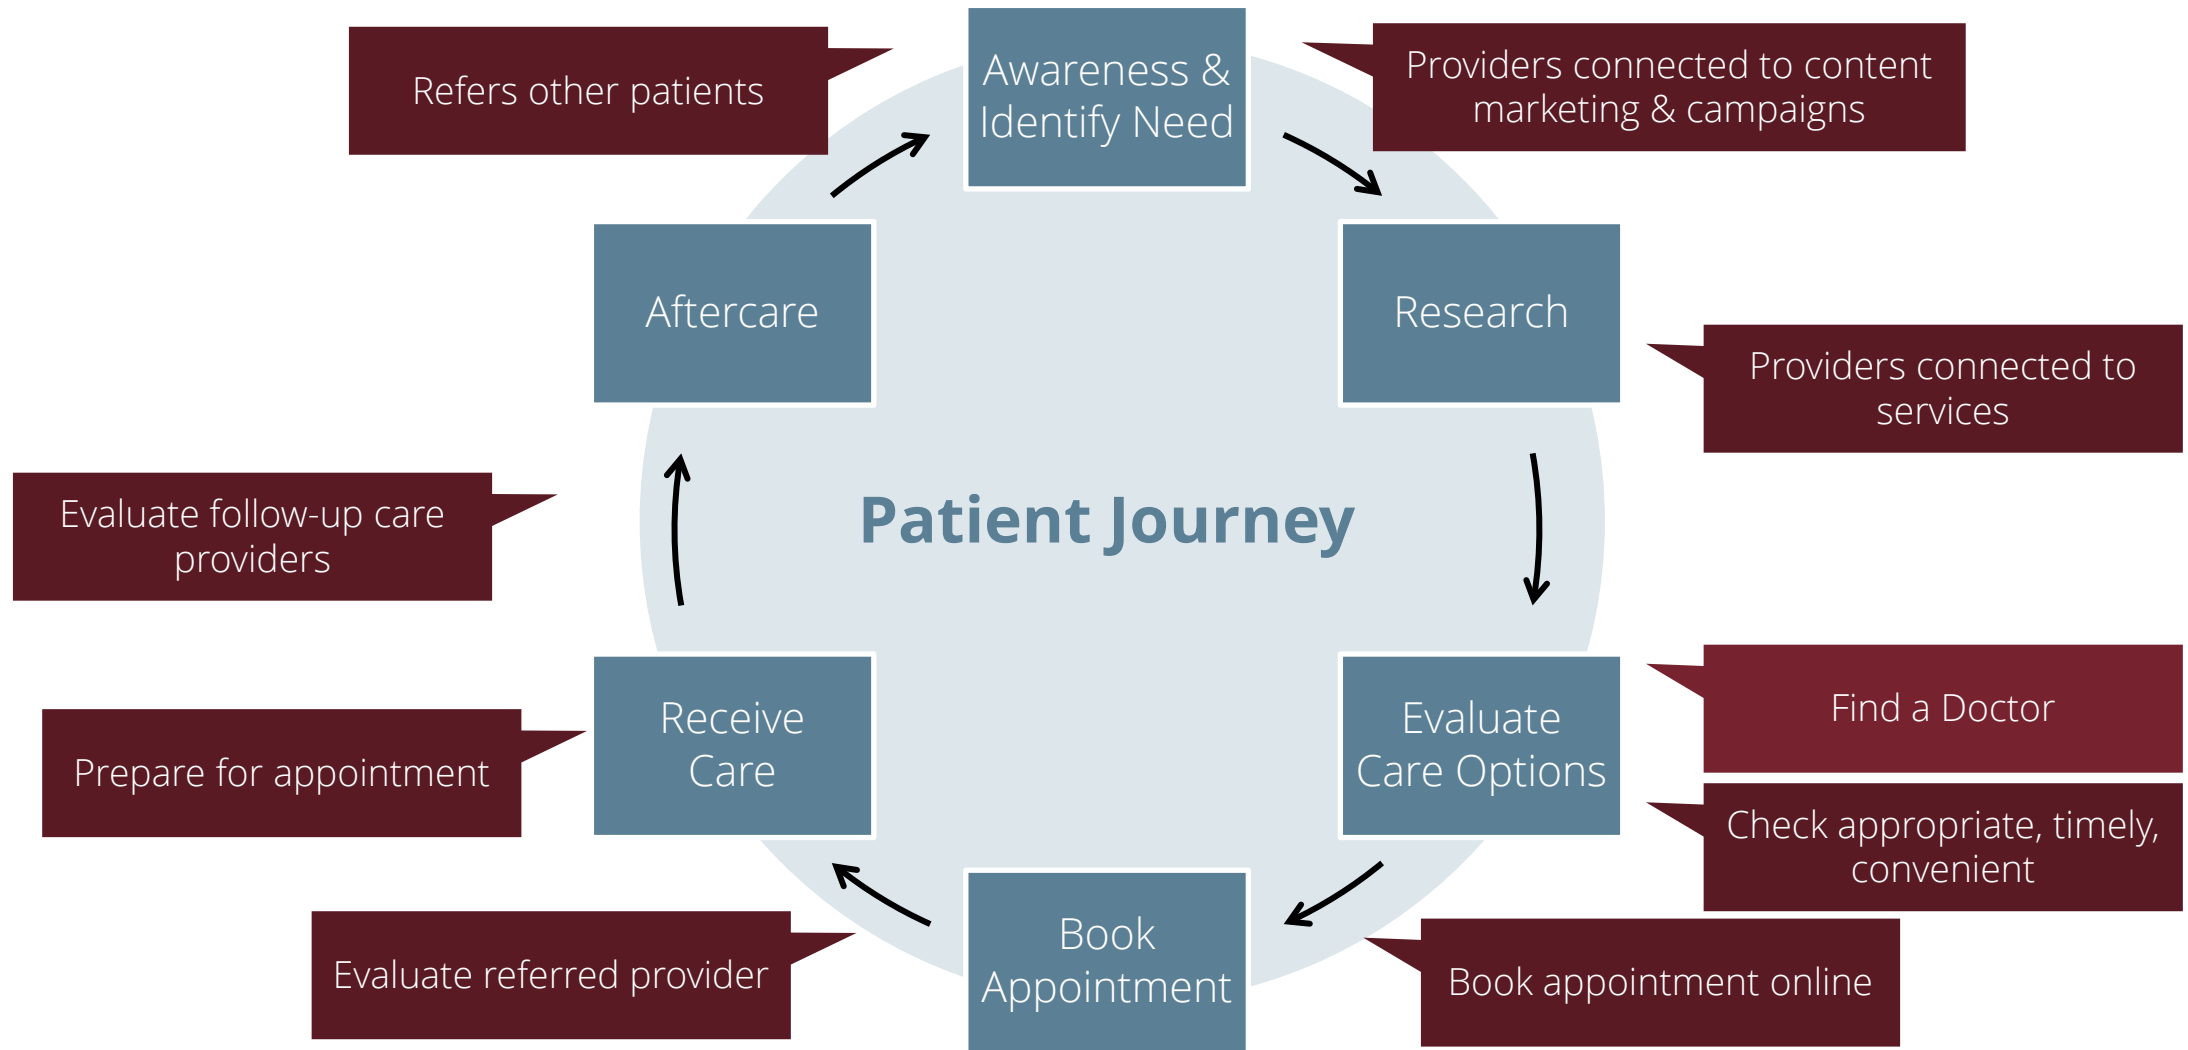 Refers other patients
Awareness &
Identify Need
Providers connected to content
marketing & campaigns
Aftercare
Research
Providers connected to
services
Patient Journey
Evaluate follow-up care
providers
Receive
Care
Evaluate
Care Options
Find a Doctor
Prepare for appointment
Check appropriate, timely,
convenient
Book
Appointment
Evaluate referred provider
Book appointment online